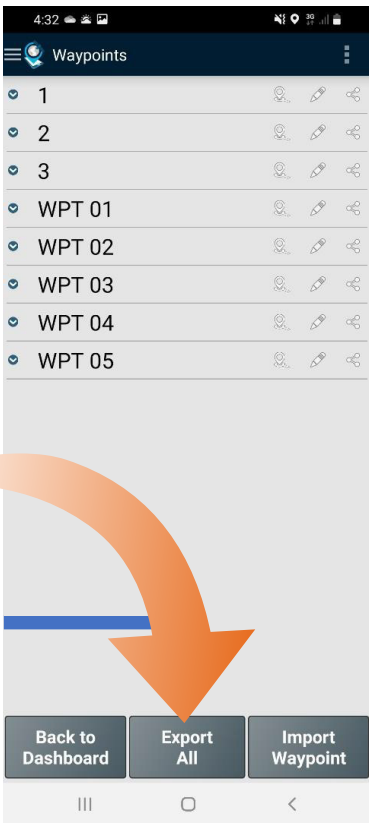 4:32
3G
Waypoints
1
2
3
WPT 01
WPT 02
WPT 03
WPT 04
WPT 05
Back to
Dashboard
Export
All
Import
Waypoint